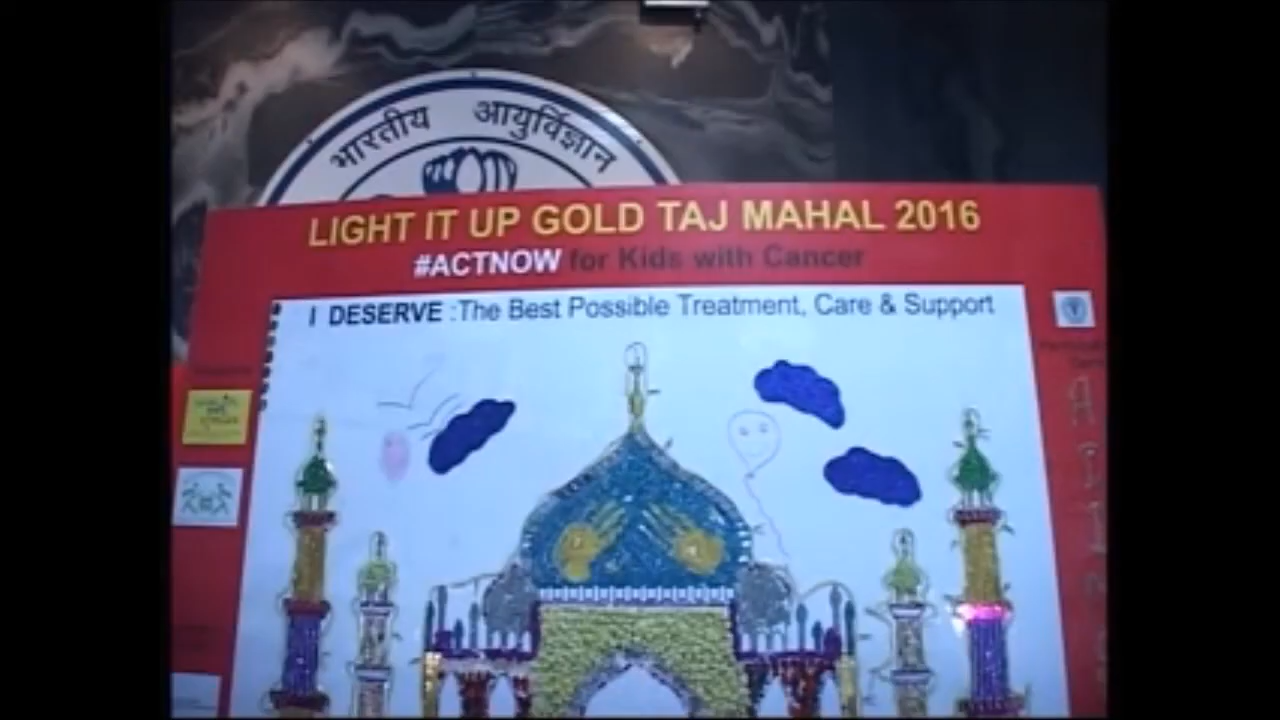 भारतीय आयुर्विज्ञान
LIGHT IT UP GOLD TAJ MAHAL 2016
#ACTNOW for Kids with Cancer
I DESERVE :The Best Possible Treatment, Care & Support